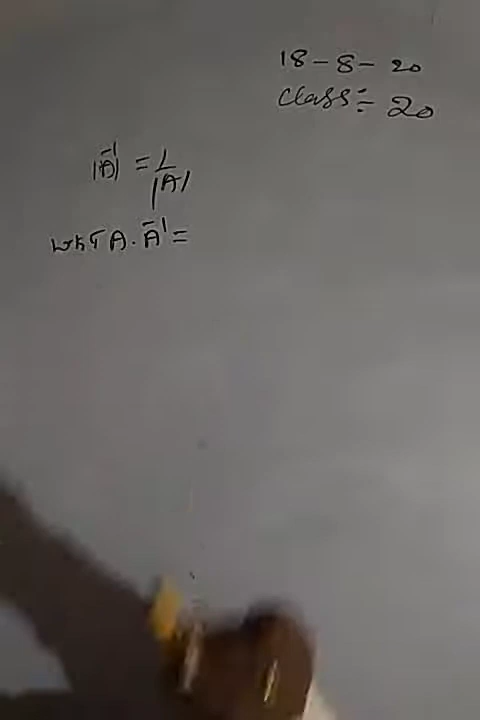 18-8-20
Class:- 20
|A⁻¹| = 1/|A|
WKT A . A⁻¹ =